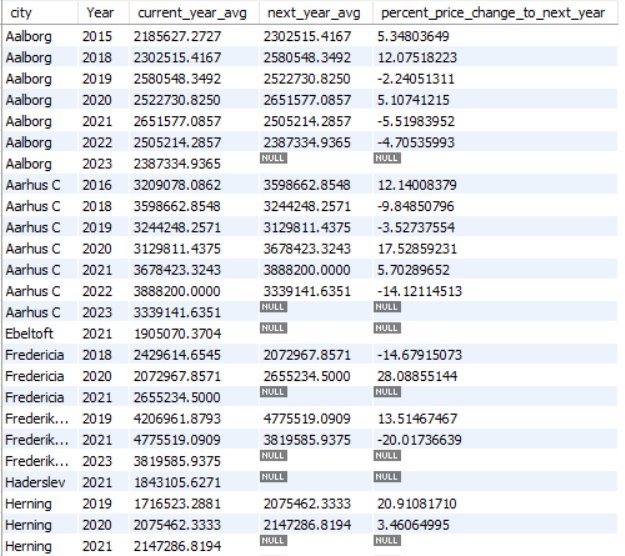 city Year current_year_avg next_year_avg percent_price_change_to_next_year
Aalborg 2015 2185627.2727 2302515.4167 5.34803649
Aalborg 2018 2302515.4167 2580548.3492 12.07518223
Aalborg 2019 2580548.3492 2522730.8250 -2.24051311
Aalborg 2020 2522730.8250 2651577.0857 5.10741215
Aalborg 2021 2651577.0857 2505214.2857 -5.51983952
Aalborg 2022 2505214.2857 2387334.9365 -4.70535993
Aalborg 2023 2387334.9365 NULL NULL
Aarhus C 2016 3209078.0862 3598662.8548 12.14008379
Aarhus C 2018 3598662.8548 3244248.2571 -9.84850796
Aarhus C 2019 3244248.2571 3129811.4375 -3.52737554
Aarhus C 2020 3129811.4375 3678423.3243 17.52859231
Aarhus C 2021 3678423.3243 3888200.0000 5.70289652
Aarhus C 2022 3888200.0000 3339141.6351 -14.12114513
Aarhus C 2023 3339141.6351 NULL NULL
Ebeltoft 2021 1905070.3704 NULL NULL
Fredericia 2018 2429614.6545 2072967.8571 -14.67915073
Fredericia 2020 2072967.8571 2655234.5000 28.08855144
Fredericia 2021 2655234.5000 NULL NULL
Frederik... 2019 4206961.8793 4775519.0909 13.51467467
Frederik... 2021 4775519.0909 3819585.9375 -20.01736639
Frederik... 2023 3819585.9375 NULL NULL
Haderslev 2021 1843105.6271 NULL NULL
Herning 2019 1716523.2881 2075462.3333 20.91081710
Herning 2020 2075462.3333 2147286.8194 3.46064995
Herning 2021 2147286.8194 NULL NULL